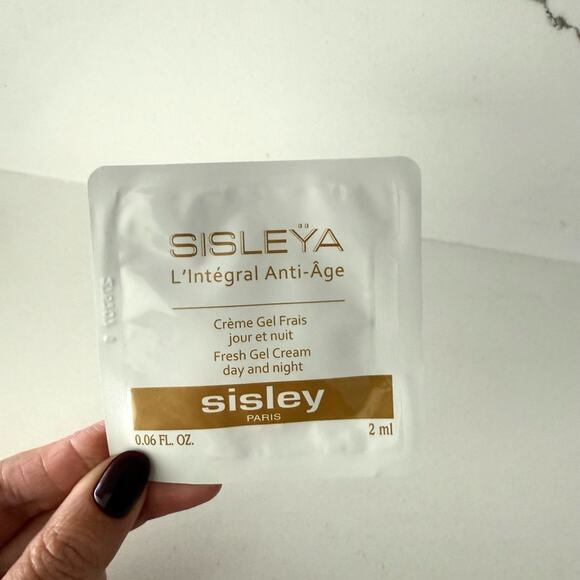 SISLEŸA
L'Intégral Anti-Âge
Crème Gel Frais
jour et nuit
Fresh Gel Cream
day and night
sisley
PARIS
0.06 FL. OZ.
2 ml